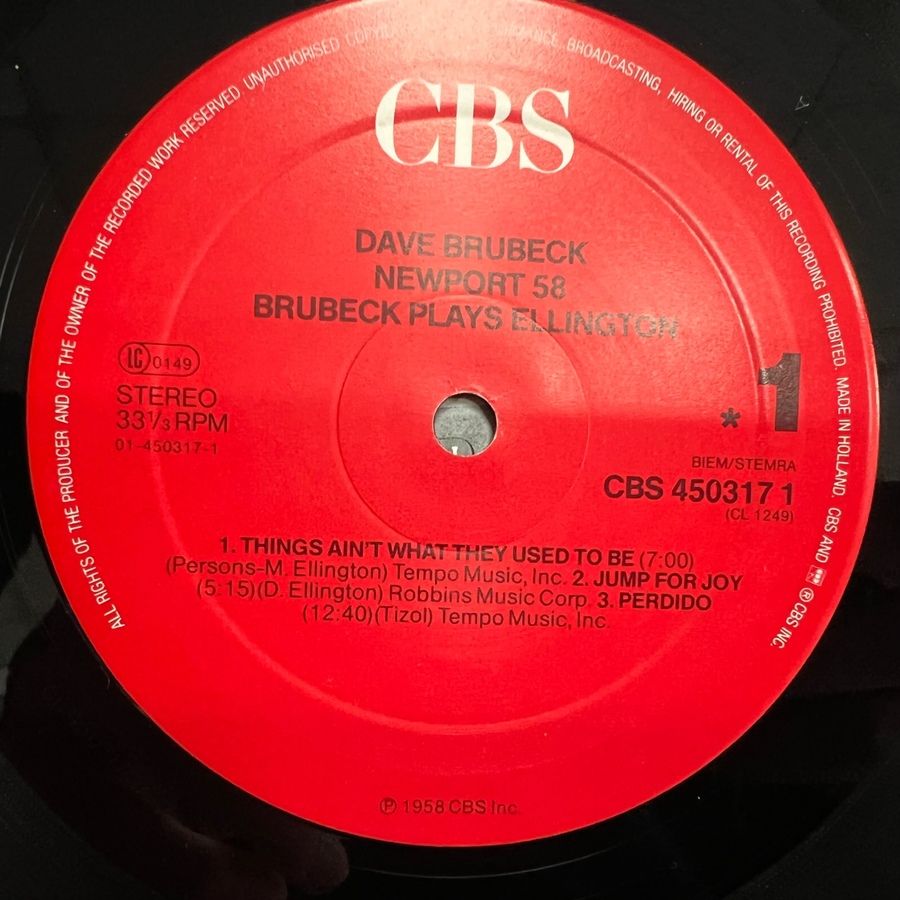 ALL RIGHTS OF THE PRODUCER AND OF THE OWNER OF THE RECORDED WORK RESERVED UNAUTHORISED BROADCASTING, HIRING OR RENTAL OF THIS RECORDING PROHIBITED. MADE IN HOLLAND. CBS AND ® CBS INC.
CBS
DAVE BRUBECK
NEWPORT 58
BRUBECK PLAYS ELLINGTON
LC 0149
STEREO
33 1/3 RPM
01-450317-1
* 1
BIEM/STEMRA
CBS 450317 1
(CL 1249)
1. THINGS AIN'T WHAT THEY USED TO BE (7:00)
(Persons-M. Ellington) Tempo Music, Inc. 2. JUMP FOR JOY
(5:15)(D. Ellington) Robbins Music Corp. 3. PERDIDO
(12:40)(Tizol) Tempo Music, Inc.
℗ 1958 CBS Inc.